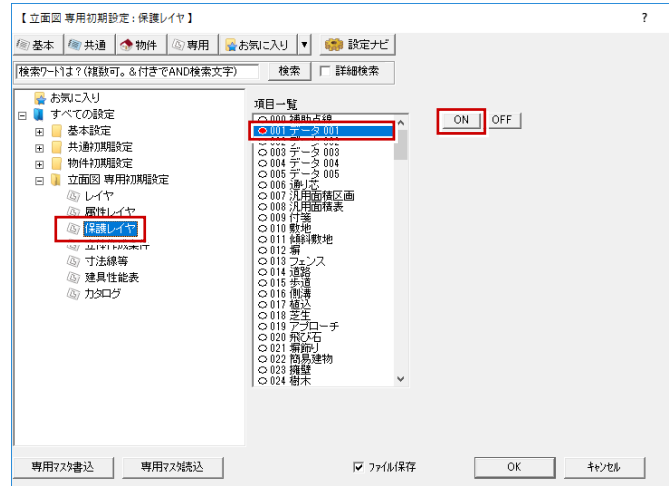 【 立面図 専用初期設定 : 保護レイヤ 】 ?
基本 共通 物件 専用 お気に入り ▼ 設定ナビ
検索ワードは？(複数可。＆付きでAND検索文字) 検索 詳細検索
お気に入り
すべての設定
基本設定
共通初期設定
物件初期設定
立面図 専用初期設定
レイヤ
属性レイヤ
保護レイヤ
寸法線等
建具性能表
カタログ
項目一覧
000 補助点線
001 データ 001
003 データ 003
004 データ 004
005 データ 005
006 通り芯
007 汎用面積区画
008 汎用面積表
009 付箋
010 敷地
011 傾斜敷地
012 塀
013 フェンス
014 道路
015 歩道
016 側溝
017 植込
018 芝生
019 アプローチ
020 飛び石
021 塀飾り
022 簡易建物
023 擁壁
024 樹木
ON OFF
専用マスタ書込 専用マスタ読込 ファイル保存 OK キャンセル